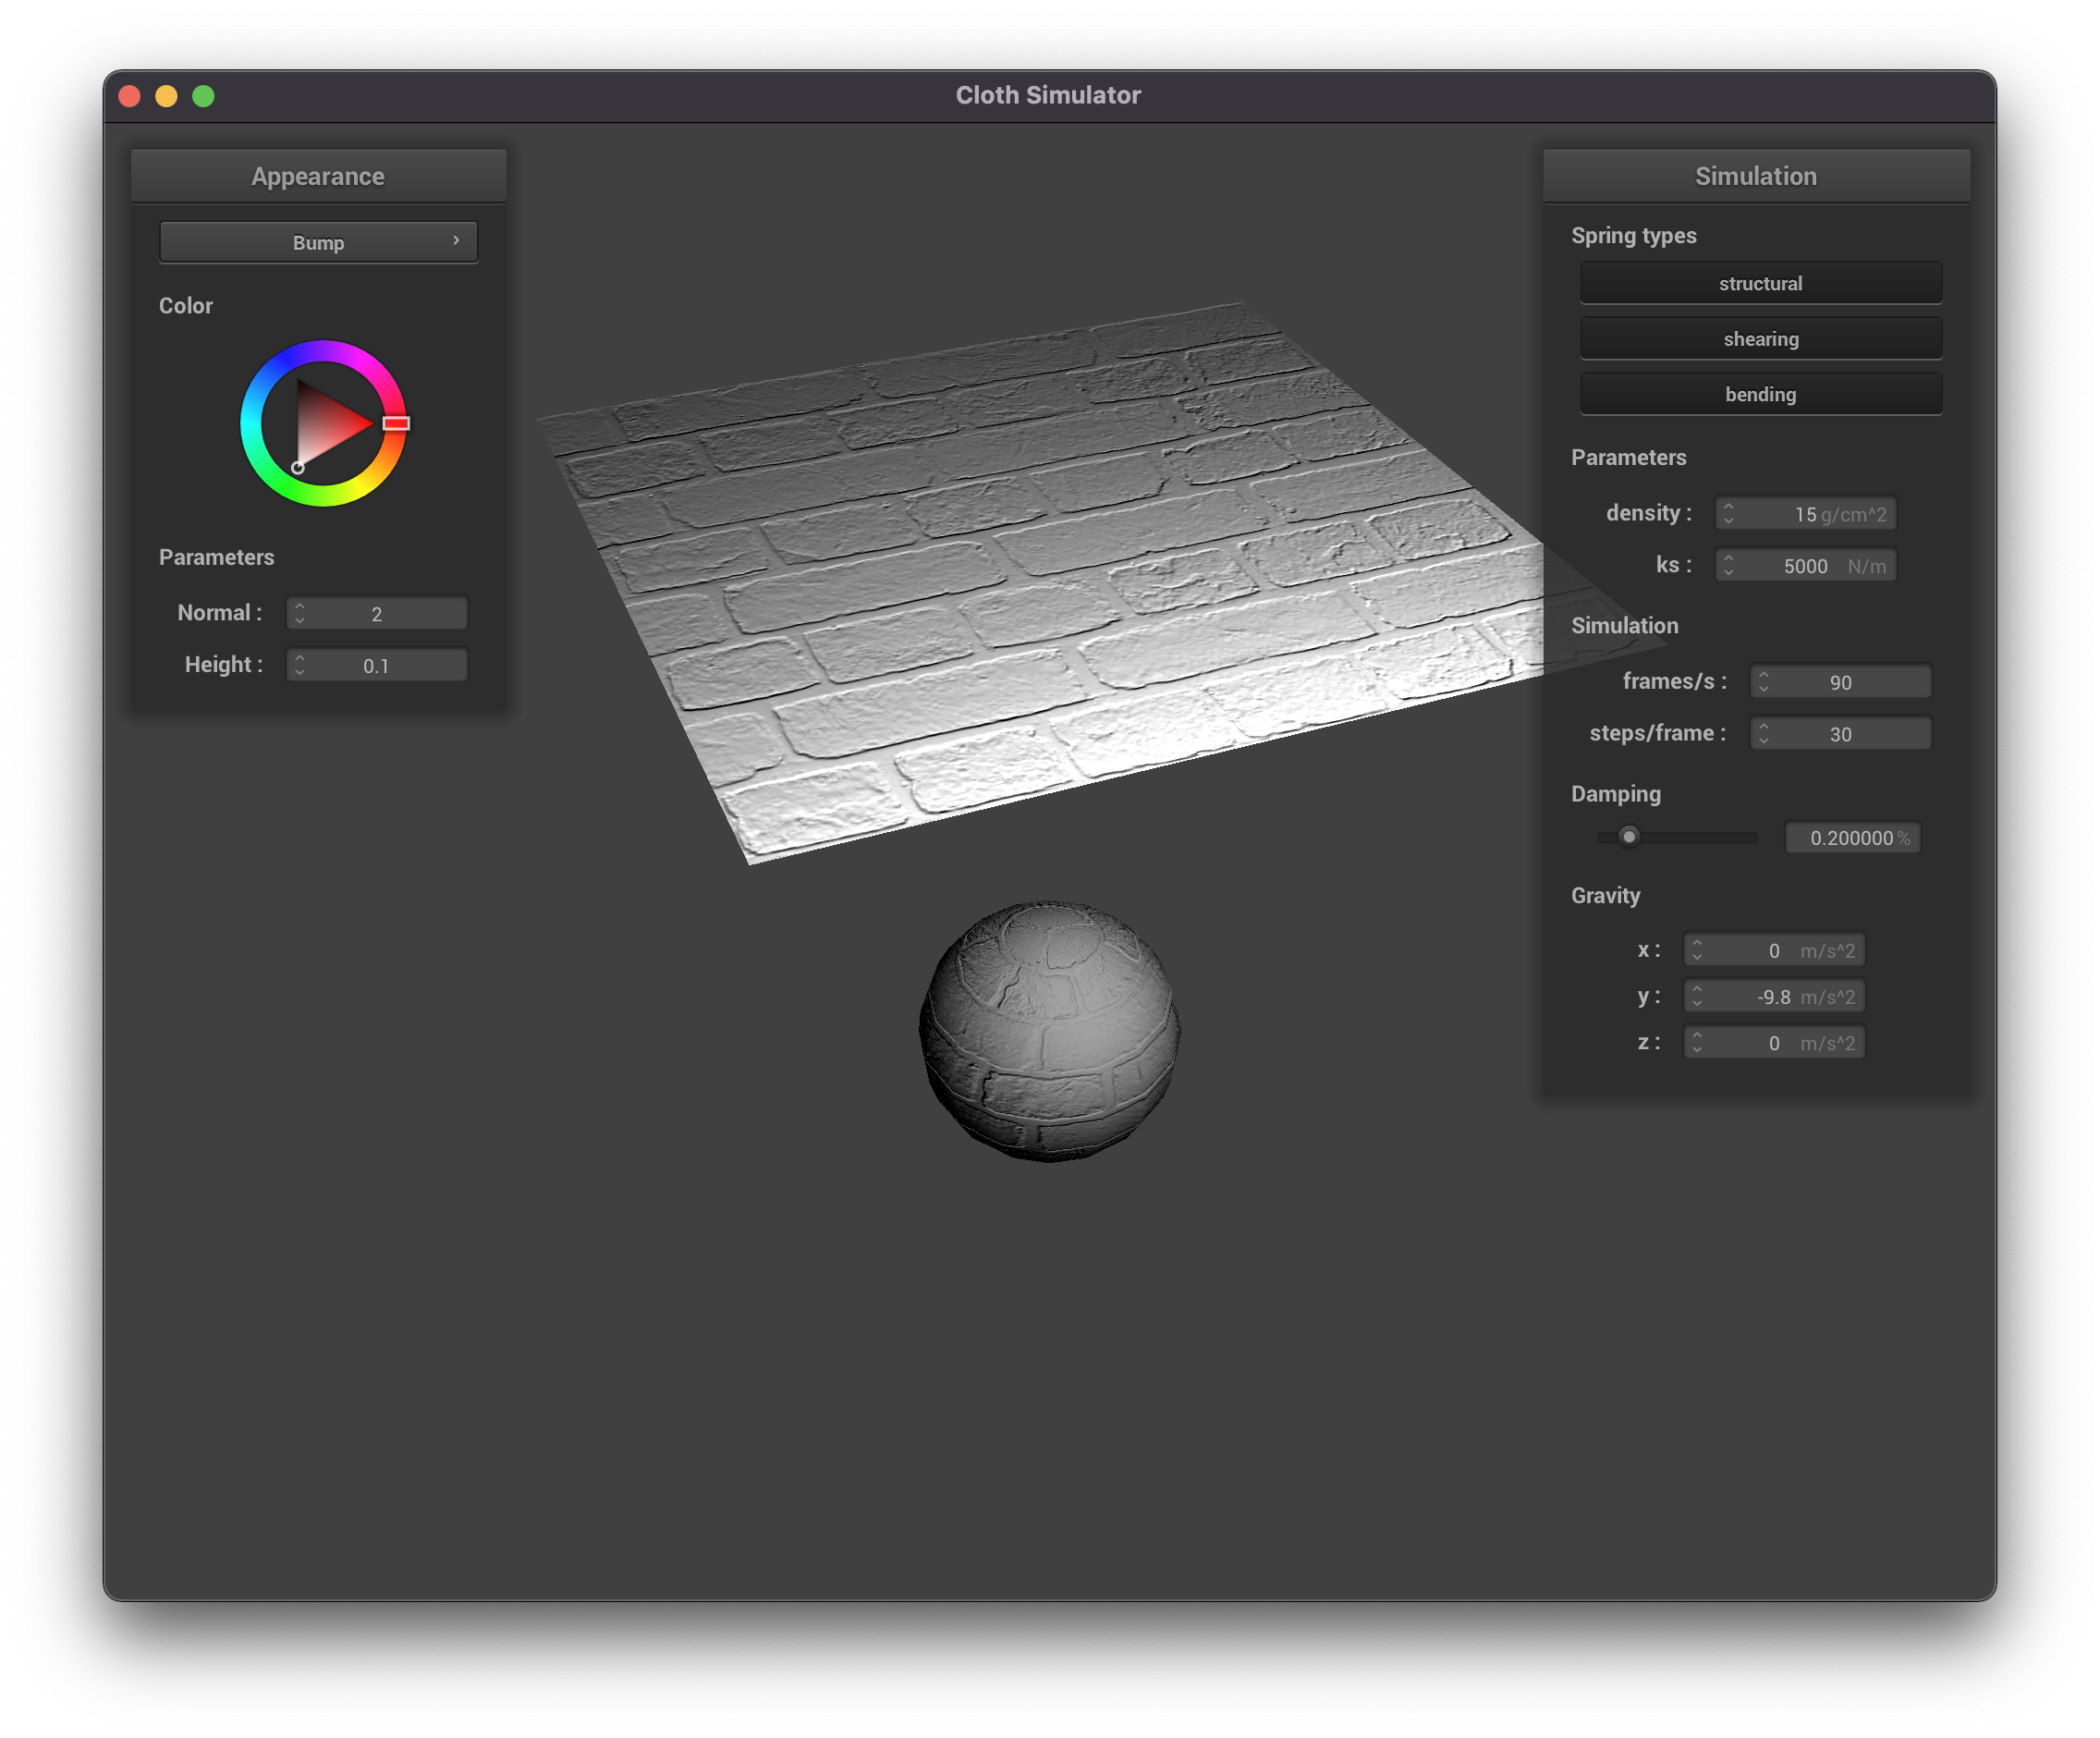 Cloth Simulator
Appearance
Bump
Color
Parameters
Normal : 2
Height : 0.1
Simulation
Spring types
structural
shearing
bending
Parameters
density : 15 g/cm^2
ks : 5000 N/m
Simulation
frames/s : 90
steps/frame : 30
Damping
0.200000 %
Gravity
x : 0 m/s^2
y : -9.8 m/s^2
z : 0 m/s^2